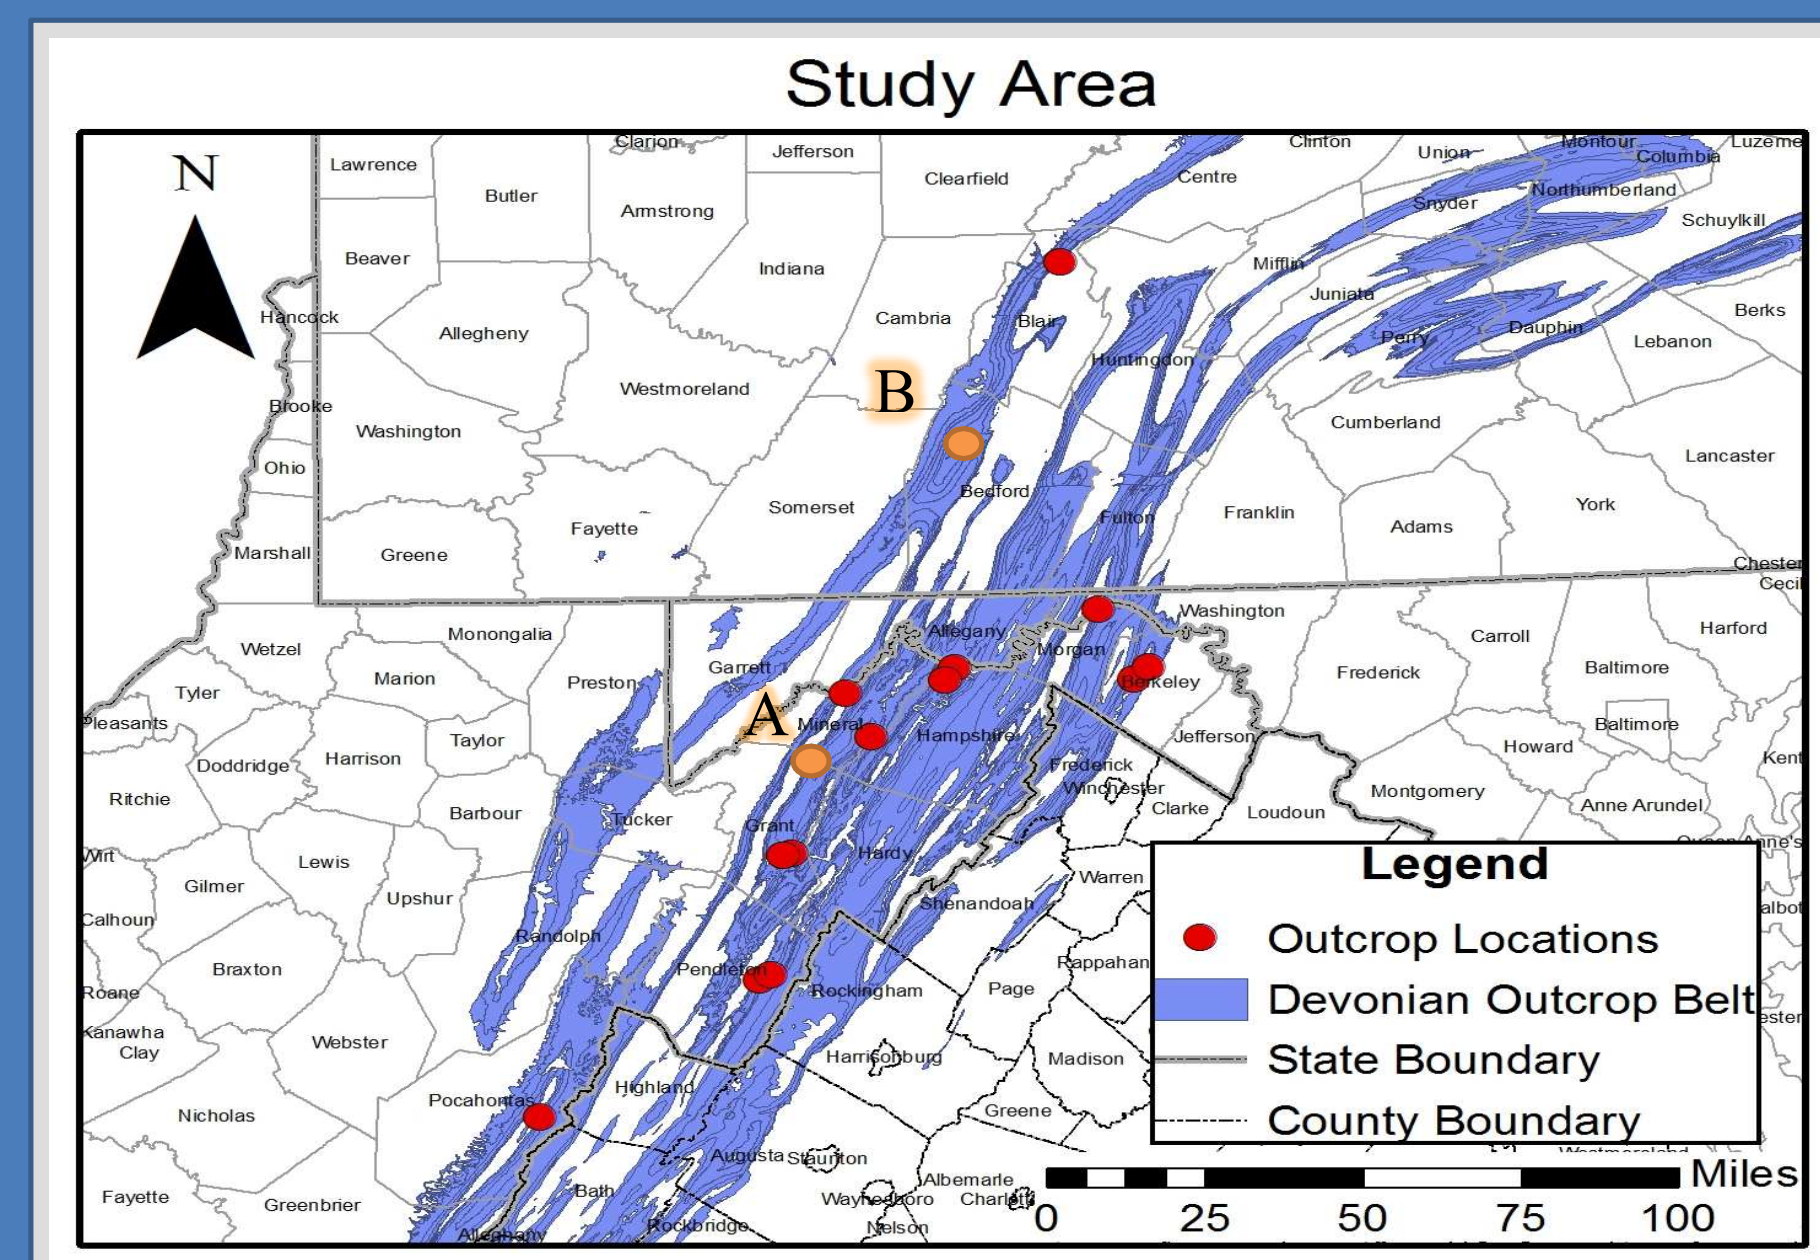 Study Area
N
Clarion
Jefferson
Clinton
Union
Montour
Columbia
Luzerne
Lawrence
Butler
Armstrong
Clearfield
Centre
Northumberland
Snyder
Schuylkill
Beaver
Indiana
Mifflin
Juniata
Hancock
Allegheny
Cambria
Blair
Huntingdon
Perry
Dauphin
Lebanon
Berks
B
Westmoreland
Brooke
Washington
Cumberland
Lancaster
Ohio
Somerset
Bedford
Fulton
Franklin
Adams
York
Fayette
Marshall
Greene
Chester
Cecil
Washington
Wetzel
Monongalia
Allegany
Morgan
Carroll
Harford
Garrett
Marion
Preston
Berkeley
Frederick
Baltimore
Tyler
Pleasants
A
Mineral
Hampshire
Jefferson
Baltimore
Taylor
Harrison
Doddridge
Howard
Kent
Frederick
Winchester
Clarke
Loudoun
Montgomery
Anne Arundel
Ritchie
Barbour
Tucker
Grant
Hardy
Wirt
Lewis
Gilmer
Upshur
Warren
Calhoun
Shenandoah
Randolph
Braxton
Pendleton
Rockingham
Page
Rappahan
Roane
Kanawha
Clay
Webster
Harrisonburg
Madison
Highland
Pocahontas
Nicholas
Greene
Augusta
Staunton
Fayette
Greenbrier
Bath
Albemarle
Waynesboro
Charlott
Nelson
Rockbridge
Alleghany
Legend
Outcrop Locations
Devonian Outcrop Belt
State Boundary
County Boundary
Miles
0 25 50 75 100